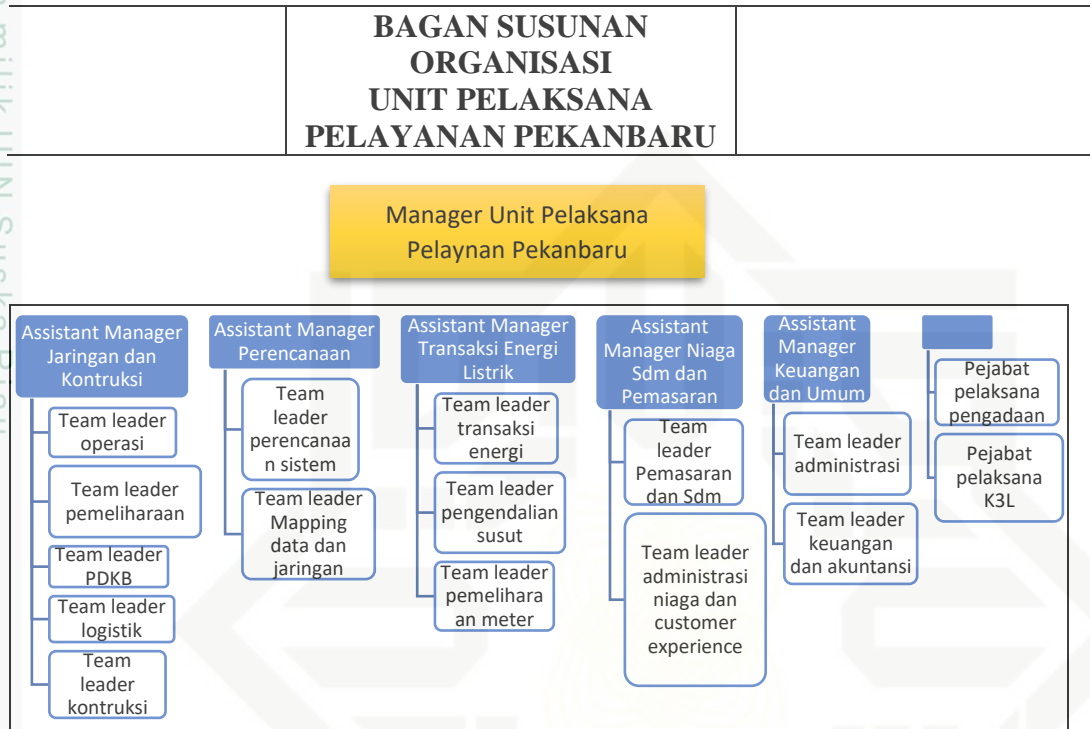 BAGAN SUSUNAN
ORGANISASI
UNIT PELAKSANA
PELAYANAN PEKANBARU
Manager Unit Pelaksana
Pelaynan Pekanbaru
Assistant Manager
Jaringan dan
Kontruksi
Team leader
operasi
Team leader
pemeliharaan
Team leader
PDKB
Team leader
logistik
Team
leader
kontruksi
Assistant Manager
Perencanaan
Team
leader
perencanaa
n sistem
Team leader
Mapping
data dan
jaringan
Assistant Manager
Transaksi Energi
Listrik
Team leader
transaksi
energi
Team leader
pengendalian
susut
Team leader
pemelihara
an meter
Assistant
Manager Niaga
Sdm dan
Pemasaran
Team
leader
Pemasaran
dan Sdm
Team leader
administrasi
niaga dan
customer
experience
Assistant
Manager
Keuangan
dan Umum
Team leader
administrasi
Team leader
keuangan
dan akuntansi
Pejabat
pelaksana
pengadaan
Pejabat
pelaksana
K3L
milik UIN Suska